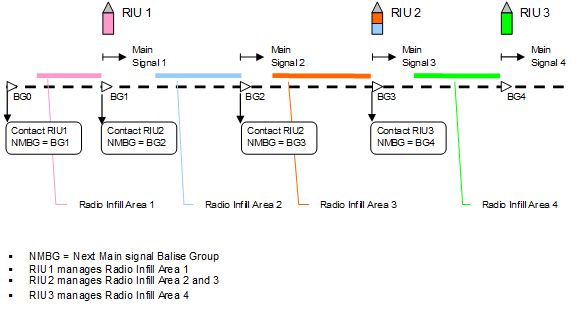 RIU 1
RIU 2
RIU 3
Main
Signal 1
Main
Signal 2
Main
Signal 3
Main
Signal 4
BG0
BG1
BG2
BG3
BG4
Contact RIU1
NMBG = BG1
Contact RIU2
NMBG = BG2
Contact RIU2
NMBG = BG3
Contact RIU3
NMBG = BG4
Radio Infill Area 1
Radio Infill Area 2
Radio Infill Area 3
Radio Infill Area 4
▪ NMBG = Next Main signal Balise Group
▪ RIU1 manages Radio Infill Area 1
▪ RIU2 manages Radio Infill Area 2 and 3
▪ RIU3 manages Radio Infill Area 4